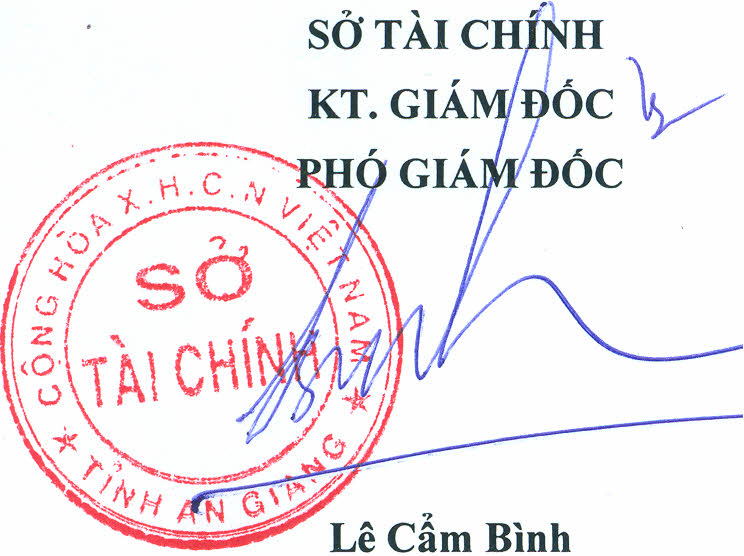 SỞ TÀI CHÍNH
KT. GIÁM ĐỐC
PHÓ GIÁM ĐỐC
CỘNG HÒA X.H.C.N VIỆT NAM
SỞ
TÀI CHÍNH
TỈNH AN GIANG
Lê Cẩm Bình